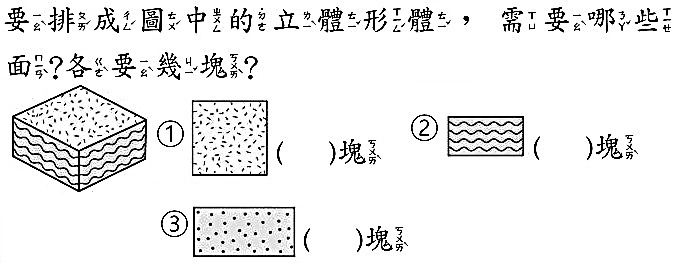 要排成圖中的立體形體，需要哪些
面？各要幾塊？
① (　　)塊 ② (　　)塊
③ (　　)塊